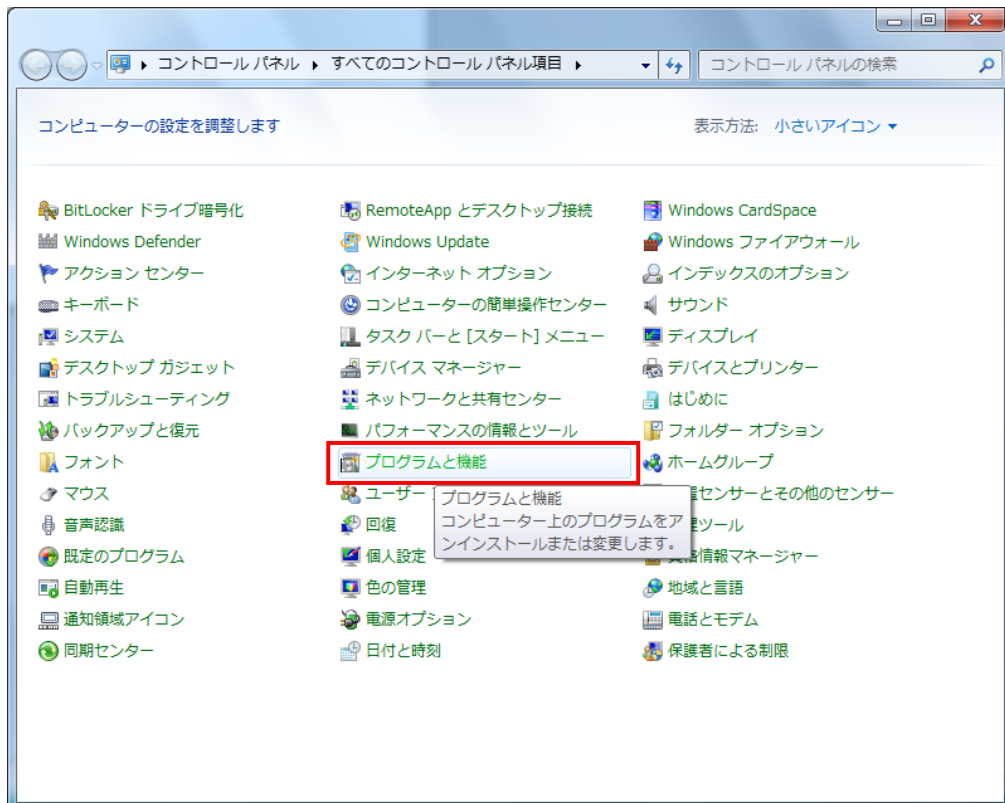 コントロール パネル ▸ すべてのコントロール パネル項目 ▸
コントロール パネルの検索
コンピューターの設定を調整します
表示方法: 小さいアイコン
BitLocker ドライブ暗号化
RemoteApp とデスクトップ接続
Windows CardSpace
Windows Defender
Windows Update
Windows ファイアウォール
アクション センター
インターネット オプション
インデックスのオプション
キーボード
コンピューターの簡単操作センター
サウンド
システム
タスク バーと [スタート] メニュー
ディスプレイ
デスクトップ ガジェット
デバイス マネージャー
デバイスとプリンター
トラブルシューティング
ネットワークと共有センター
はじめに
バックアップと復元
パフォーマンスの情報とツール
フォルダー オプション
フォント
プログラムと機能
ホームグループ
マウス
ユーザー
センサーとその他のセンサー
プログラムと機能
コンピューター上のプログラムをア
ンインストールまたは変更します。
音声認識
回復
ツール
既定のプログラム
個人設定
情報マネージャー
自動再生
色の管理
地域と言語
通知領域アイコン
電源オプション
電話とモデム
同期センター
日付と時刻
保護者による制限